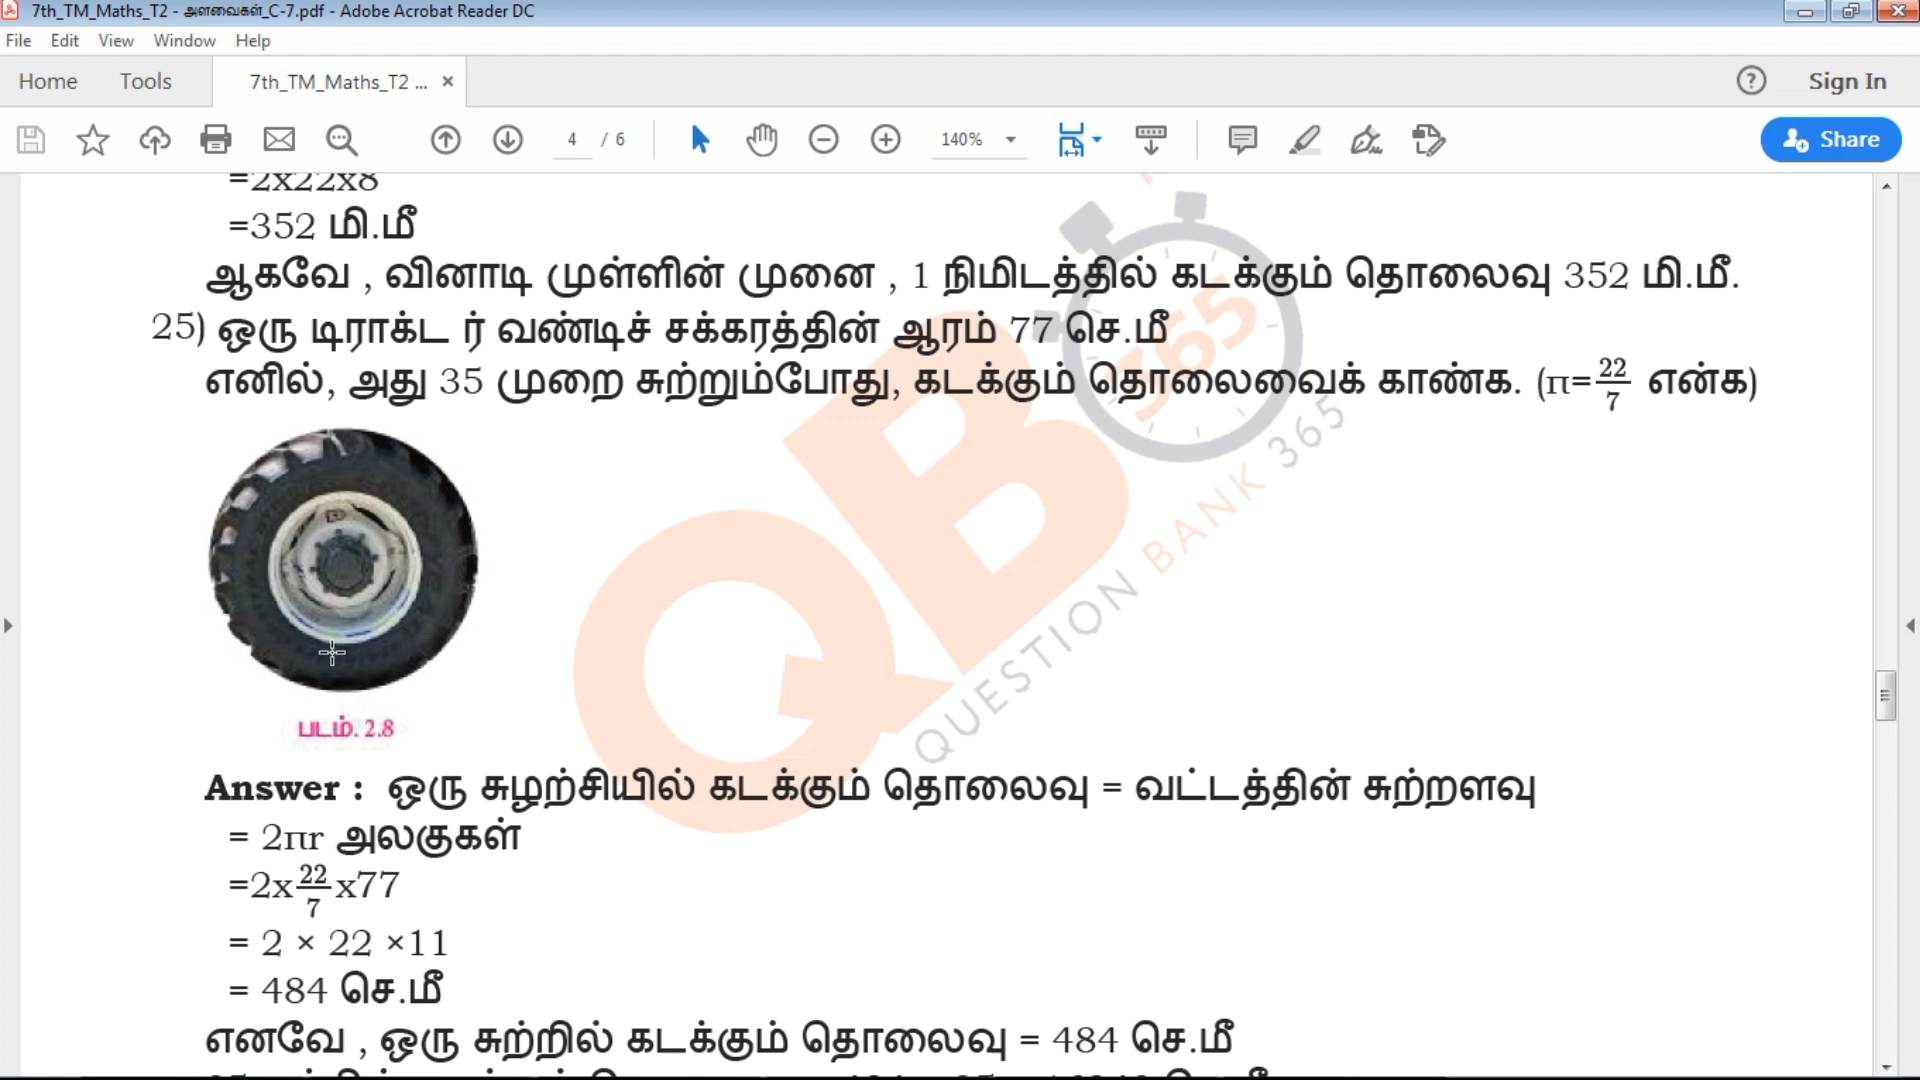 7th_TM_Maths_T2 - அளவைகள்_C-7.pdf - Adobe Acrobat Reader DC
File Edit View Window Help
Home Tools 7th_TM_Maths_T2 ... × Sign In
4 / 6 140% Share
=2x22x8
=352 மி.மீ
ஆகவே , வினாடி முள்ளின் முனை , 1 நிமிடத்தில் கடக்கும் தொலைவு 352 மி.மீ.
25) ஒரு டிராக்ட ர் வண்டிச் சக்கரத்தின் ஆரம் 77 செ.மீ
எனில், அது 35 முறை சுற்றும்போது, கடக்கும் தொலைவைக் காண்க. (π=22/7 என்க)
365
QB
QUESTION BANK 365
படம். 2.8
Answer : ஒரு சுழற்சியில் கடக்கும் தொலைவு = வட்டத்தின் சுற்றளவு
= 2πr அலகுகள்
=2x22/7x77
= 2 × 22 ×11
= 484 செ.மீ
எனவே , ஒரு சுற்றில் கடக்கும் தொலைவு = 484 செ.மீ